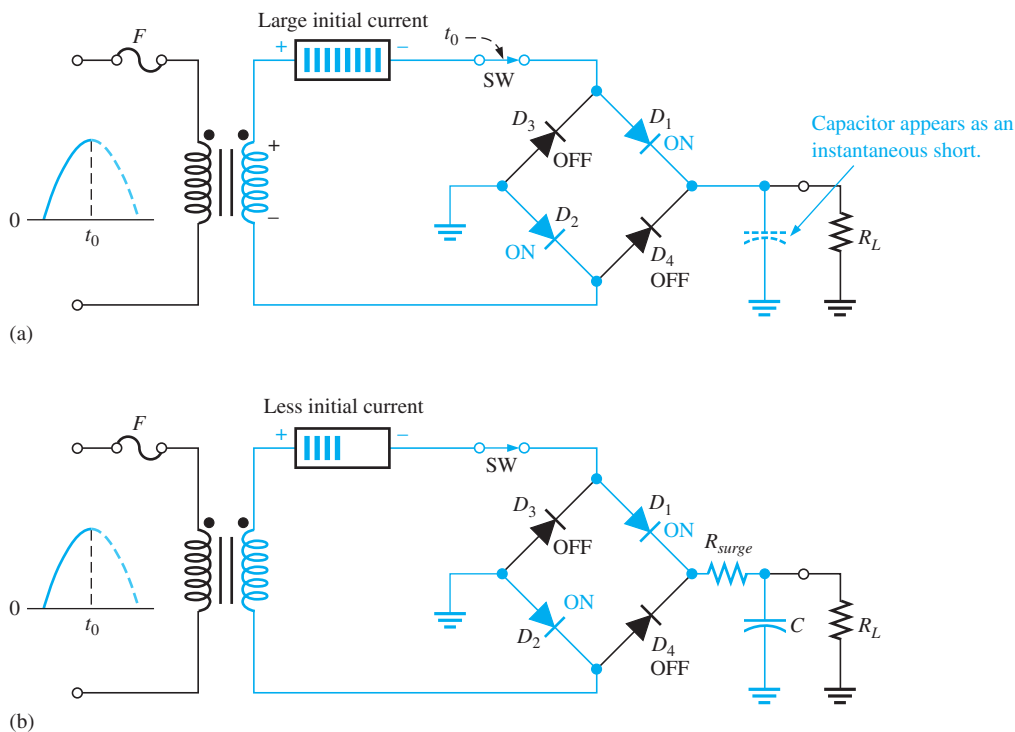 Large initial current
F
+ −
t0
SW
D3
OFF
D1
ON
Capacitor appears as an
instantaneous short.
+
−
0
t0
D2
ON
D4
OFF
RL
(a)
Less initial current
F
+ −
SW
D3
OFF
D1
ON
Rsurge
0
t0
ON
D2
D4
OFF
C
RL
(b)